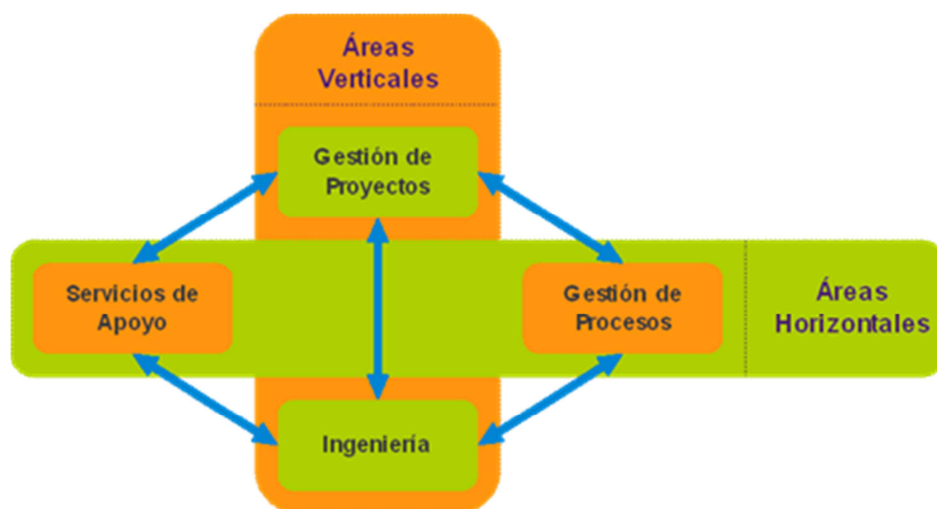 Áreas
Verticales
Gestión de
Proyectos
Servicios de
Apoyo
Gestión de
Procesos
Áreas
Horizontales
Ingeniería